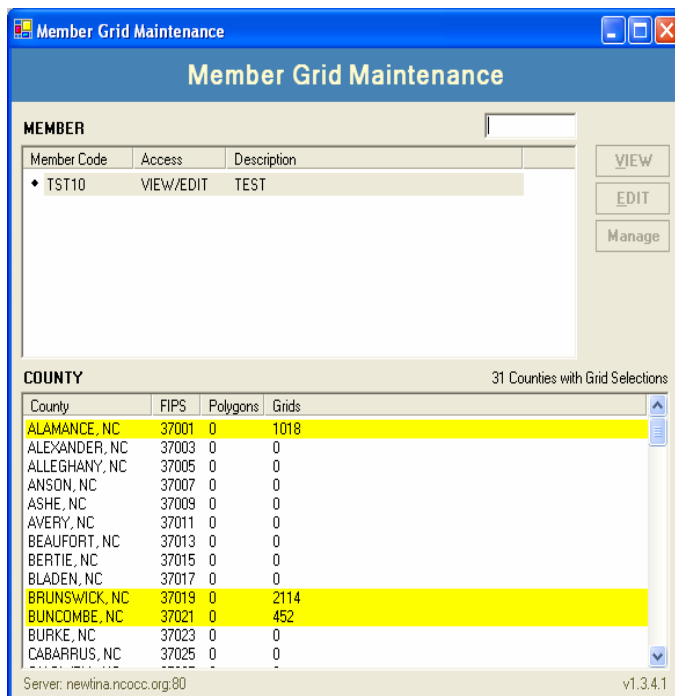 Member Grid Maintenance
Member Grid Maintenance
MEMBER
Member Code Access Description
TST10 VIEW/EDIT TEST
VIEW
EDIT
Manage
COUNTY 31 Counties with Grid Selections
County FIPS Polygons Grids
ALAMANCE, NC 37001 0 1018
ALEXANDER, NC 37003 0 0
ALLEGHANY, NC 37005 0 0
ANSON, NC 37007 0 0
ASHE, NC 37009 0 0
AVERY, NC 37011 0 0
BEAUFORT, NC 37013 0 0
BERTIE, NC 37015 0 0
BLADEN, NC 37017 0 0
BRUNSWICK, NC 37019 0 2114
BUNCOMBE, NC 37021 0 452
BURKE, NC 37023 0 0
CABARRUS, NC 37025 0 0
Server: newtina.ncocc.org:80 v1.3.4.1